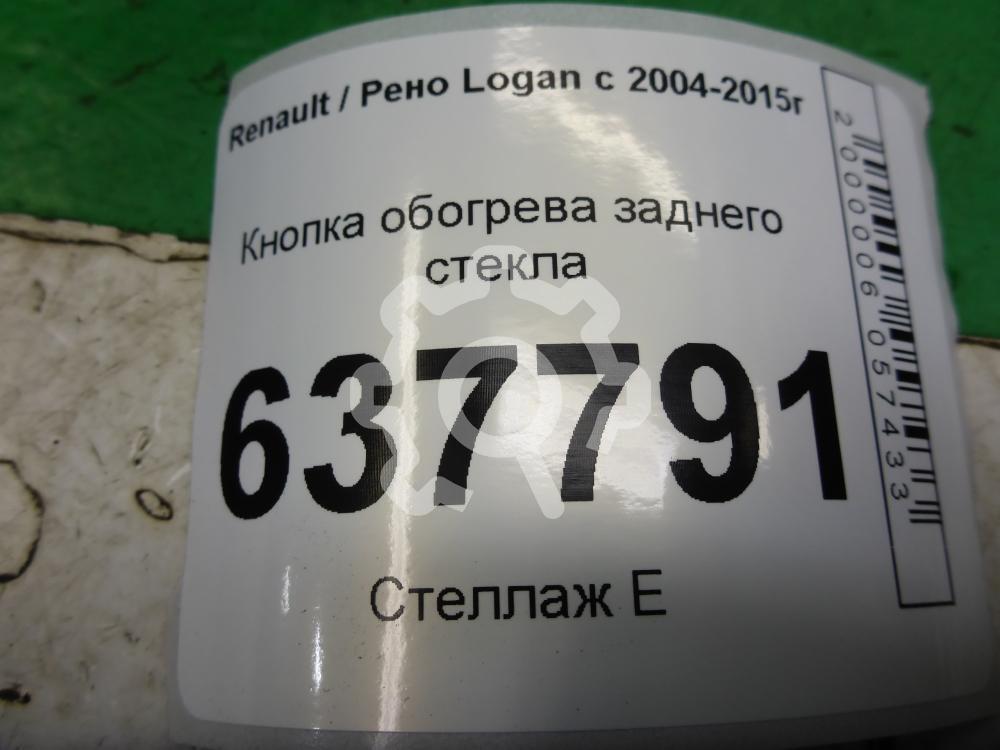 Renault / Рено Logan с 2004-2015г
Кнопка обогрева заднего
стекла
637791
Стеллаж Е
2000006057433